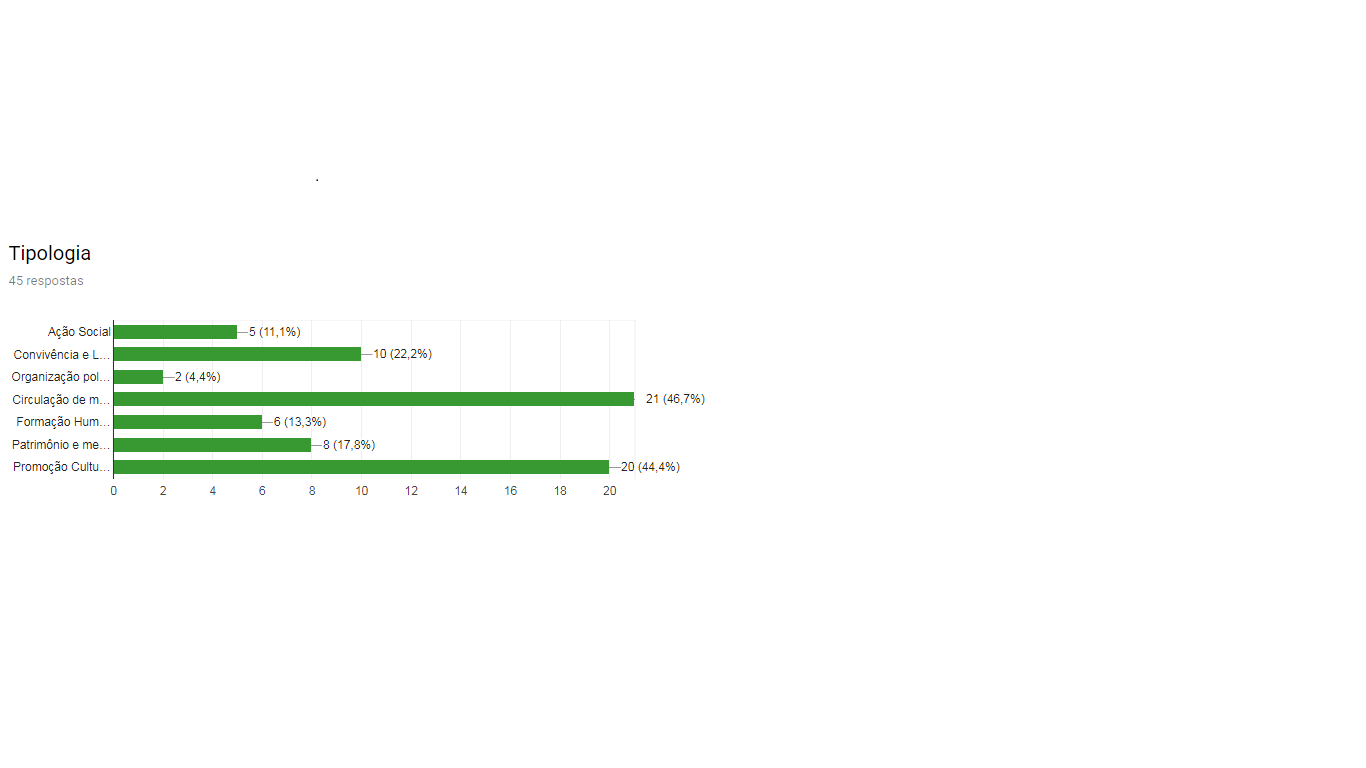 .
Tipologia
45 respostas
Ação Social 5 (11,1%)
Convivência e L... 10 (22,2%)
Organização pol... 2 (4,4%)
Circulação de m... 21 (46,7%)
Formação Hum... 6 (13,3%)
Patrimônio e me... 8 (17,8%)
Promoção Cultu... 20 (44,4%)
0 2 4 6 8 10 12 14 16 18 20